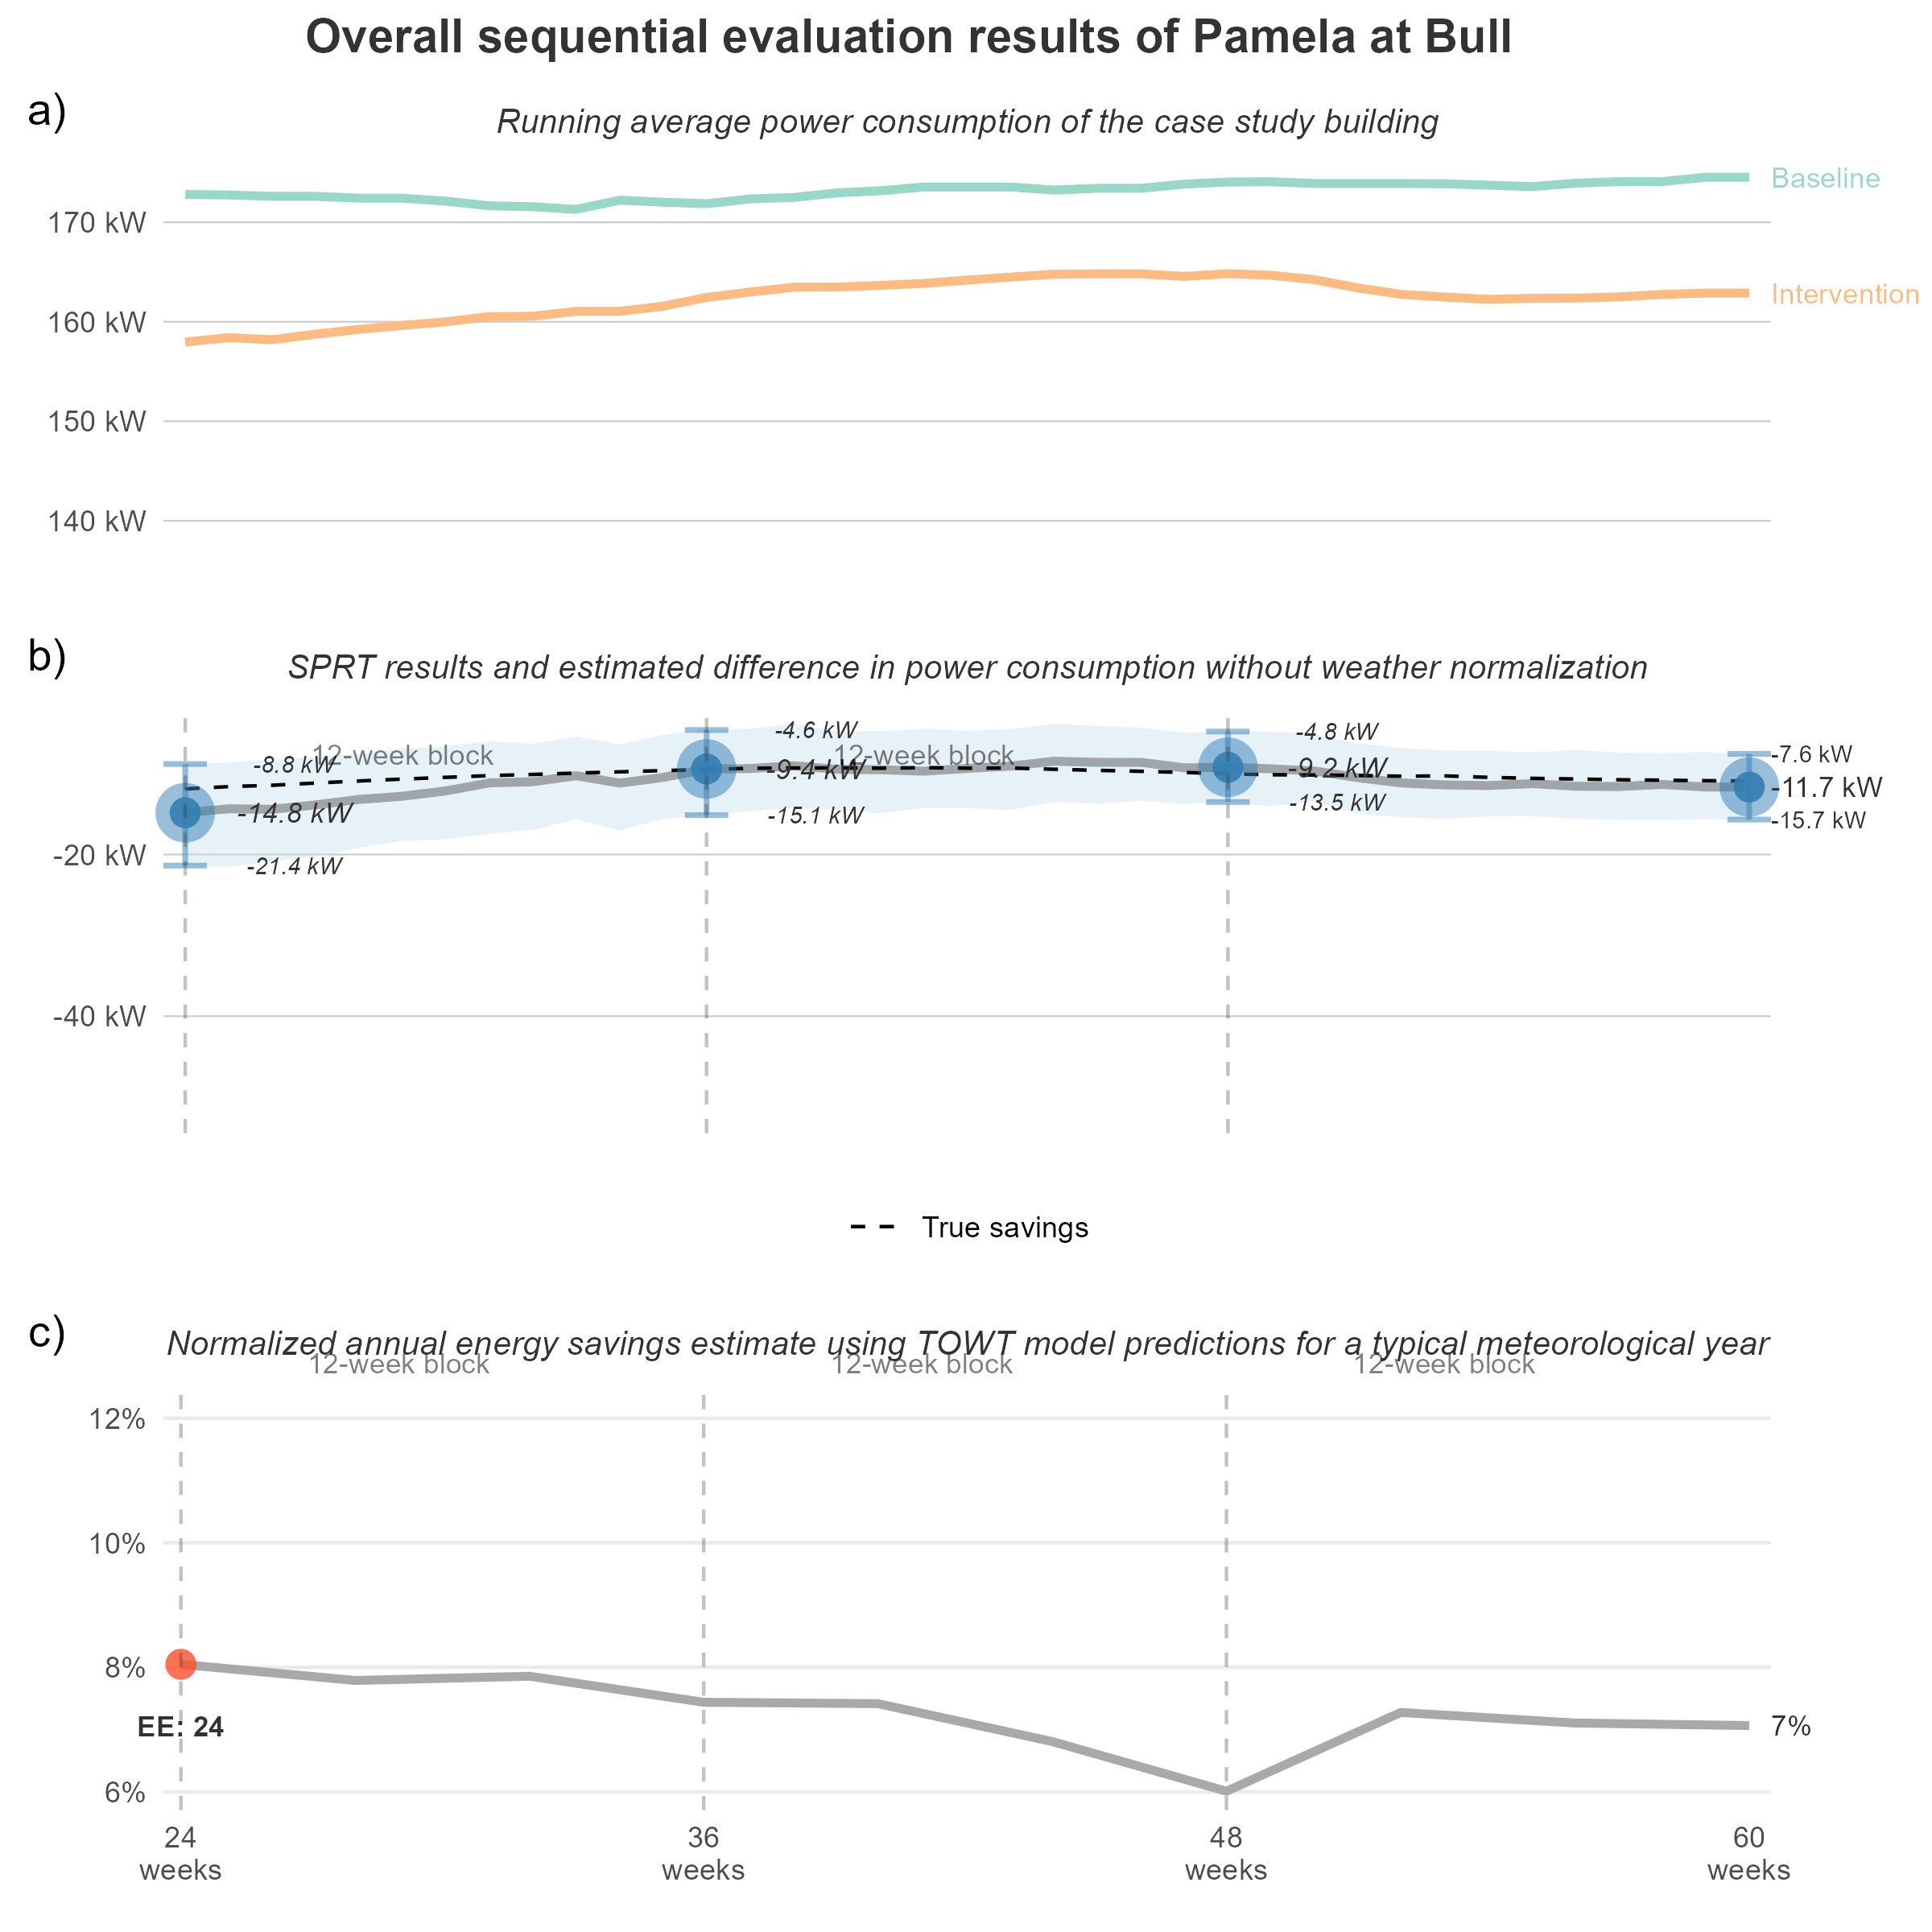 Overall sequential evaluation results of Pamela at Bull
a)
Running average power consumption of the case study building
Baseline
170 kW
Intervention
160 kW
150 kW
140 kW
b)
SPRT results and estimated difference in power consumption without weather normalization
-4.6 kW
-4.8 kW
12-week block
12-week block
-7.6 kW
-8.8 kW
-9.4 kW
-9.2 kW
-11.7 kW
-14.8 kW
-15.1 kW
-13.5 kW
-15.7 kW
-20 kW
-21.4 kW
-40 kW
True savings
c)
Normalized annual energy savings estimate using TOWT model predictions for a typical meteorological year
12-week block
12-week block
12-week block
12%
10%
8%
EE: 24
7%
6%
24
weeks
36
weeks
48
weeks
60
weeks